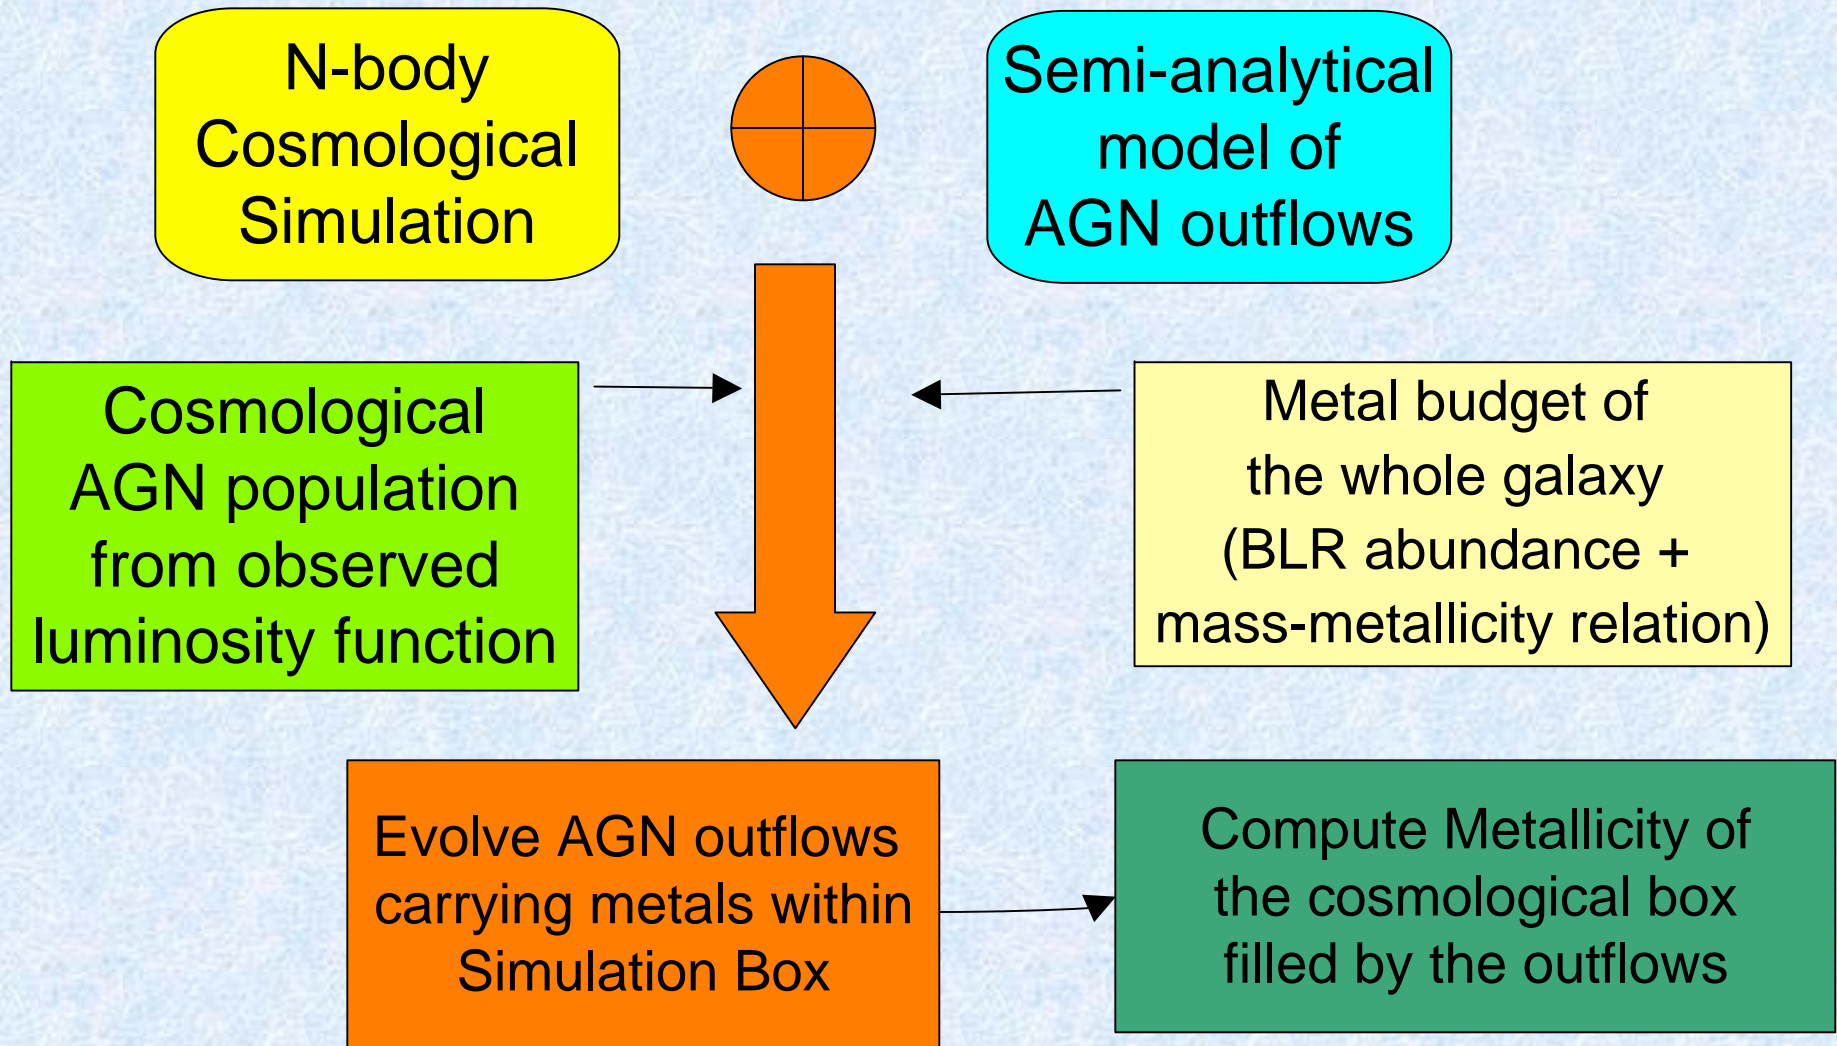 N-body
Cosmological
Simulation
Semi-analytical
model of
AGN outflows
Cosmological
AGN population
from observed
luminosity function
Metal budget of
the whole galaxy
(BLR abundance +
mass-metallicity relation)
Evolve AGN outflows
carrying metals within
Simulation Box
Compute Metallicity of
the cosmological box
filled by the outflows